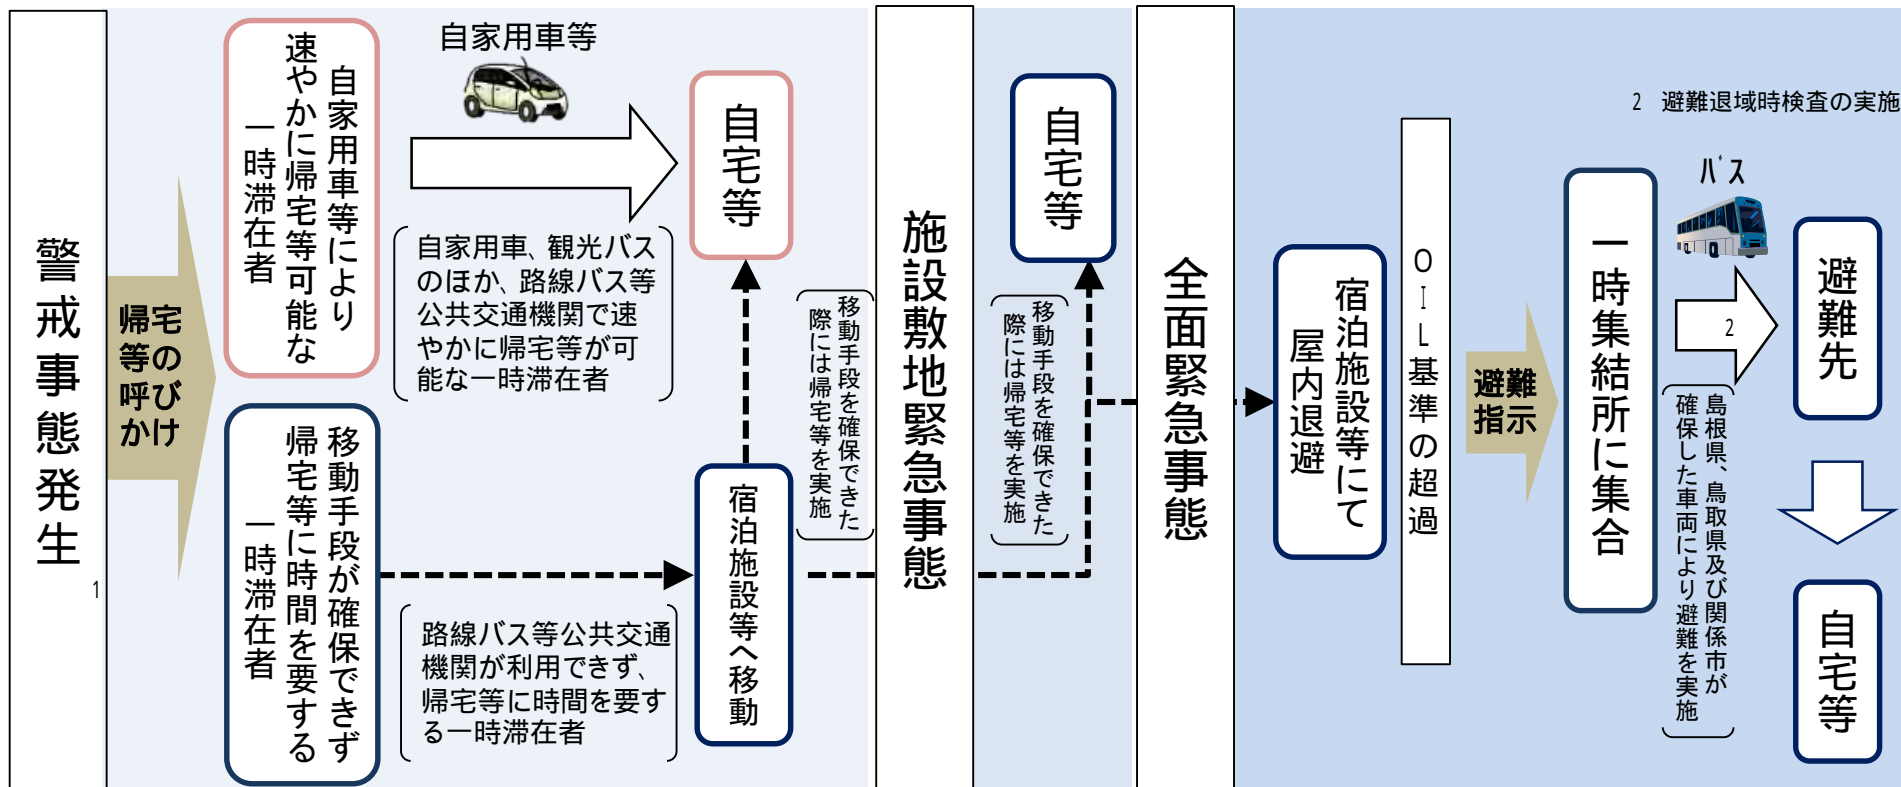 警戒事態発生
1
帰宅
等の
呼び
かけ
自家用車等により
速やかに帰宅等可能な
一時滞在者
自家用車等
自家用車、観光バス
のほか、路線バス等
公共交通機関で速
やかに帰宅等が可
能な一時滞在者
自宅等
移動手段が確保できず
帰宅等に時間を要する
一時滞在者
路線バス等公共交通
機関が利用できず、
帰宅等に時間を要す
る一時滞在者
宿泊施設等へ移動
移動手段を確保できた
際には帰宅等を実施
施設敷地緊急事態
自宅等
移動手段を確保できた
際には帰宅等を実施
全面緊急事態
宿泊施設等にて
屋内退避
OIL基準の超過
避難
指示
一時集結所に集合
2 避難退域時検査の実施
バス
2
島根県、鳥取県及び関係市が
確保した車両により避難を実施
避難先
自宅等